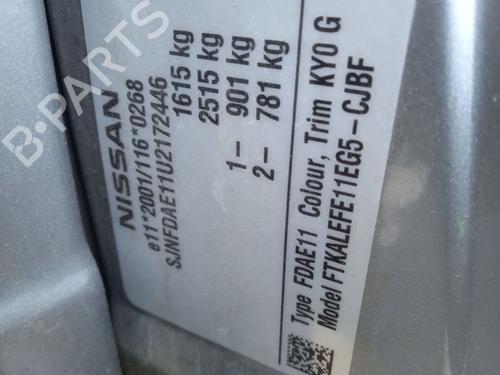 B-PARTS
NISSAN
e11*2001/116*0268
SJNFDAE11U2172446
1615 kg
2515 kg
1– 901 kg
2– 781 kg
Type FDAE11 Colour, Trim KY0 G
Model FTKALEFE11EG5–CJBF